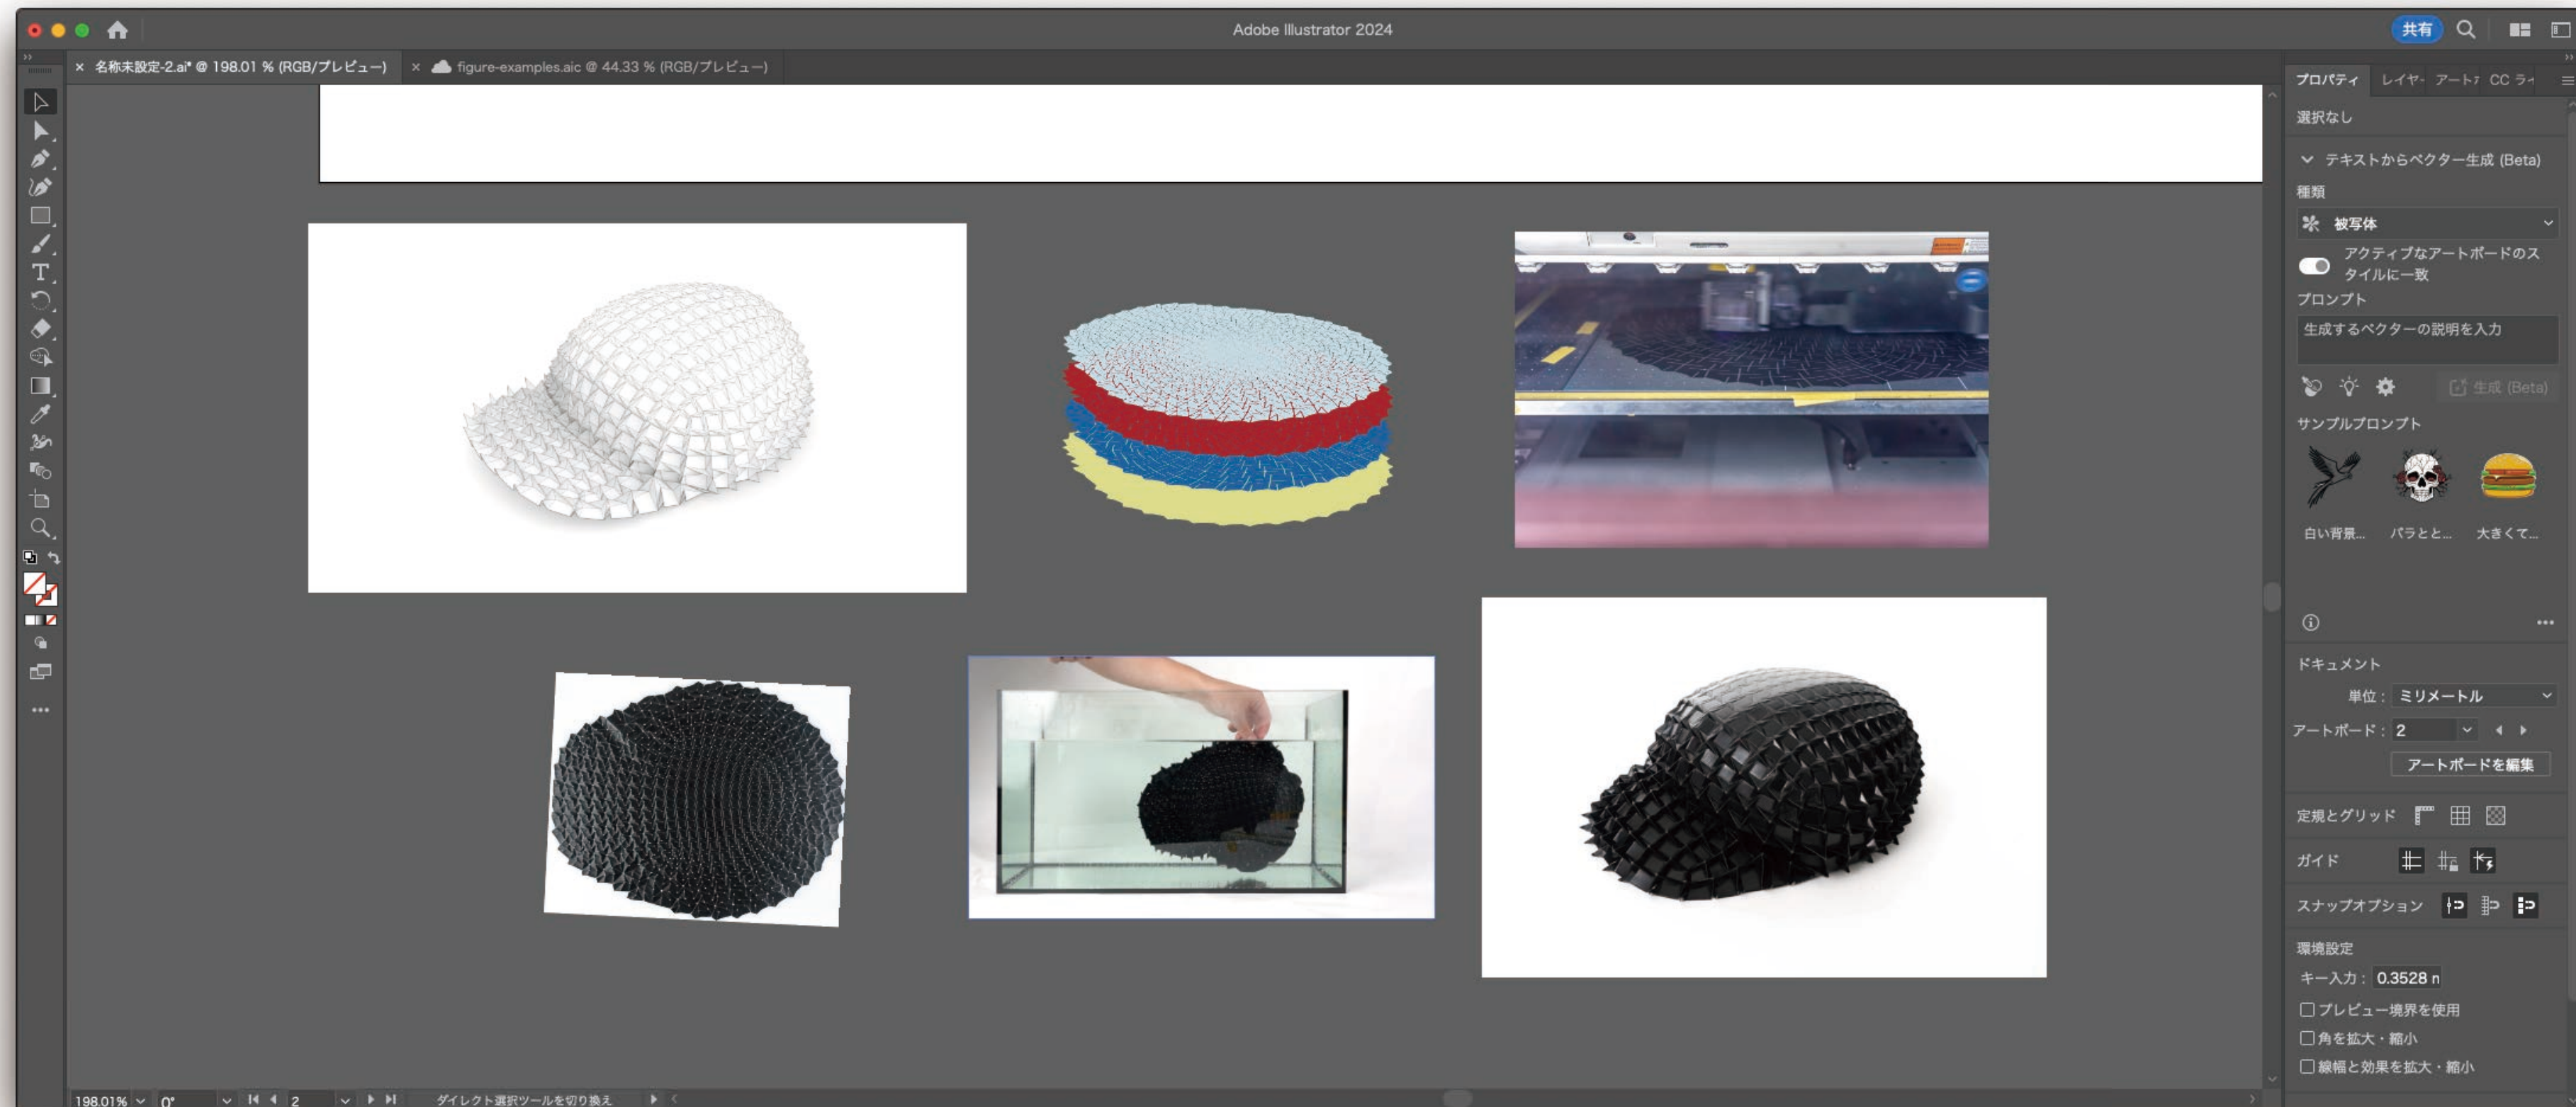 Adobe Illustrator 2024
共有
× 名称未設定-2.ai* @ 198.01 % (RGB/プレビュー)
× figure-examples.aic @ 44.33 % (RGB/プレビュー)
プロパティ
レイヤー
アート
CC ラ
選択なし
テキストからベクター生成 (Beta)
種類
被写体
アクティブなアートボードのス
タイルに一致
プロンプト
生成するベクターの説明を入力
生成 (Beta)
サンプルプロンプト
白い背景...
バラとと...
大きくて...
ドキュメント
単位 : ミリメートル
アートボード : 2
アートボードを編集
定規とグリッド
ガイド
スナップオプション
環境設定
キー入力 : 0.3528 n
プレビュー境界を使用
角を拡大・縮小
線幅と効果を拡大・縮小
198.01%
0°
2
ダイレクト選択ツールを切り換え